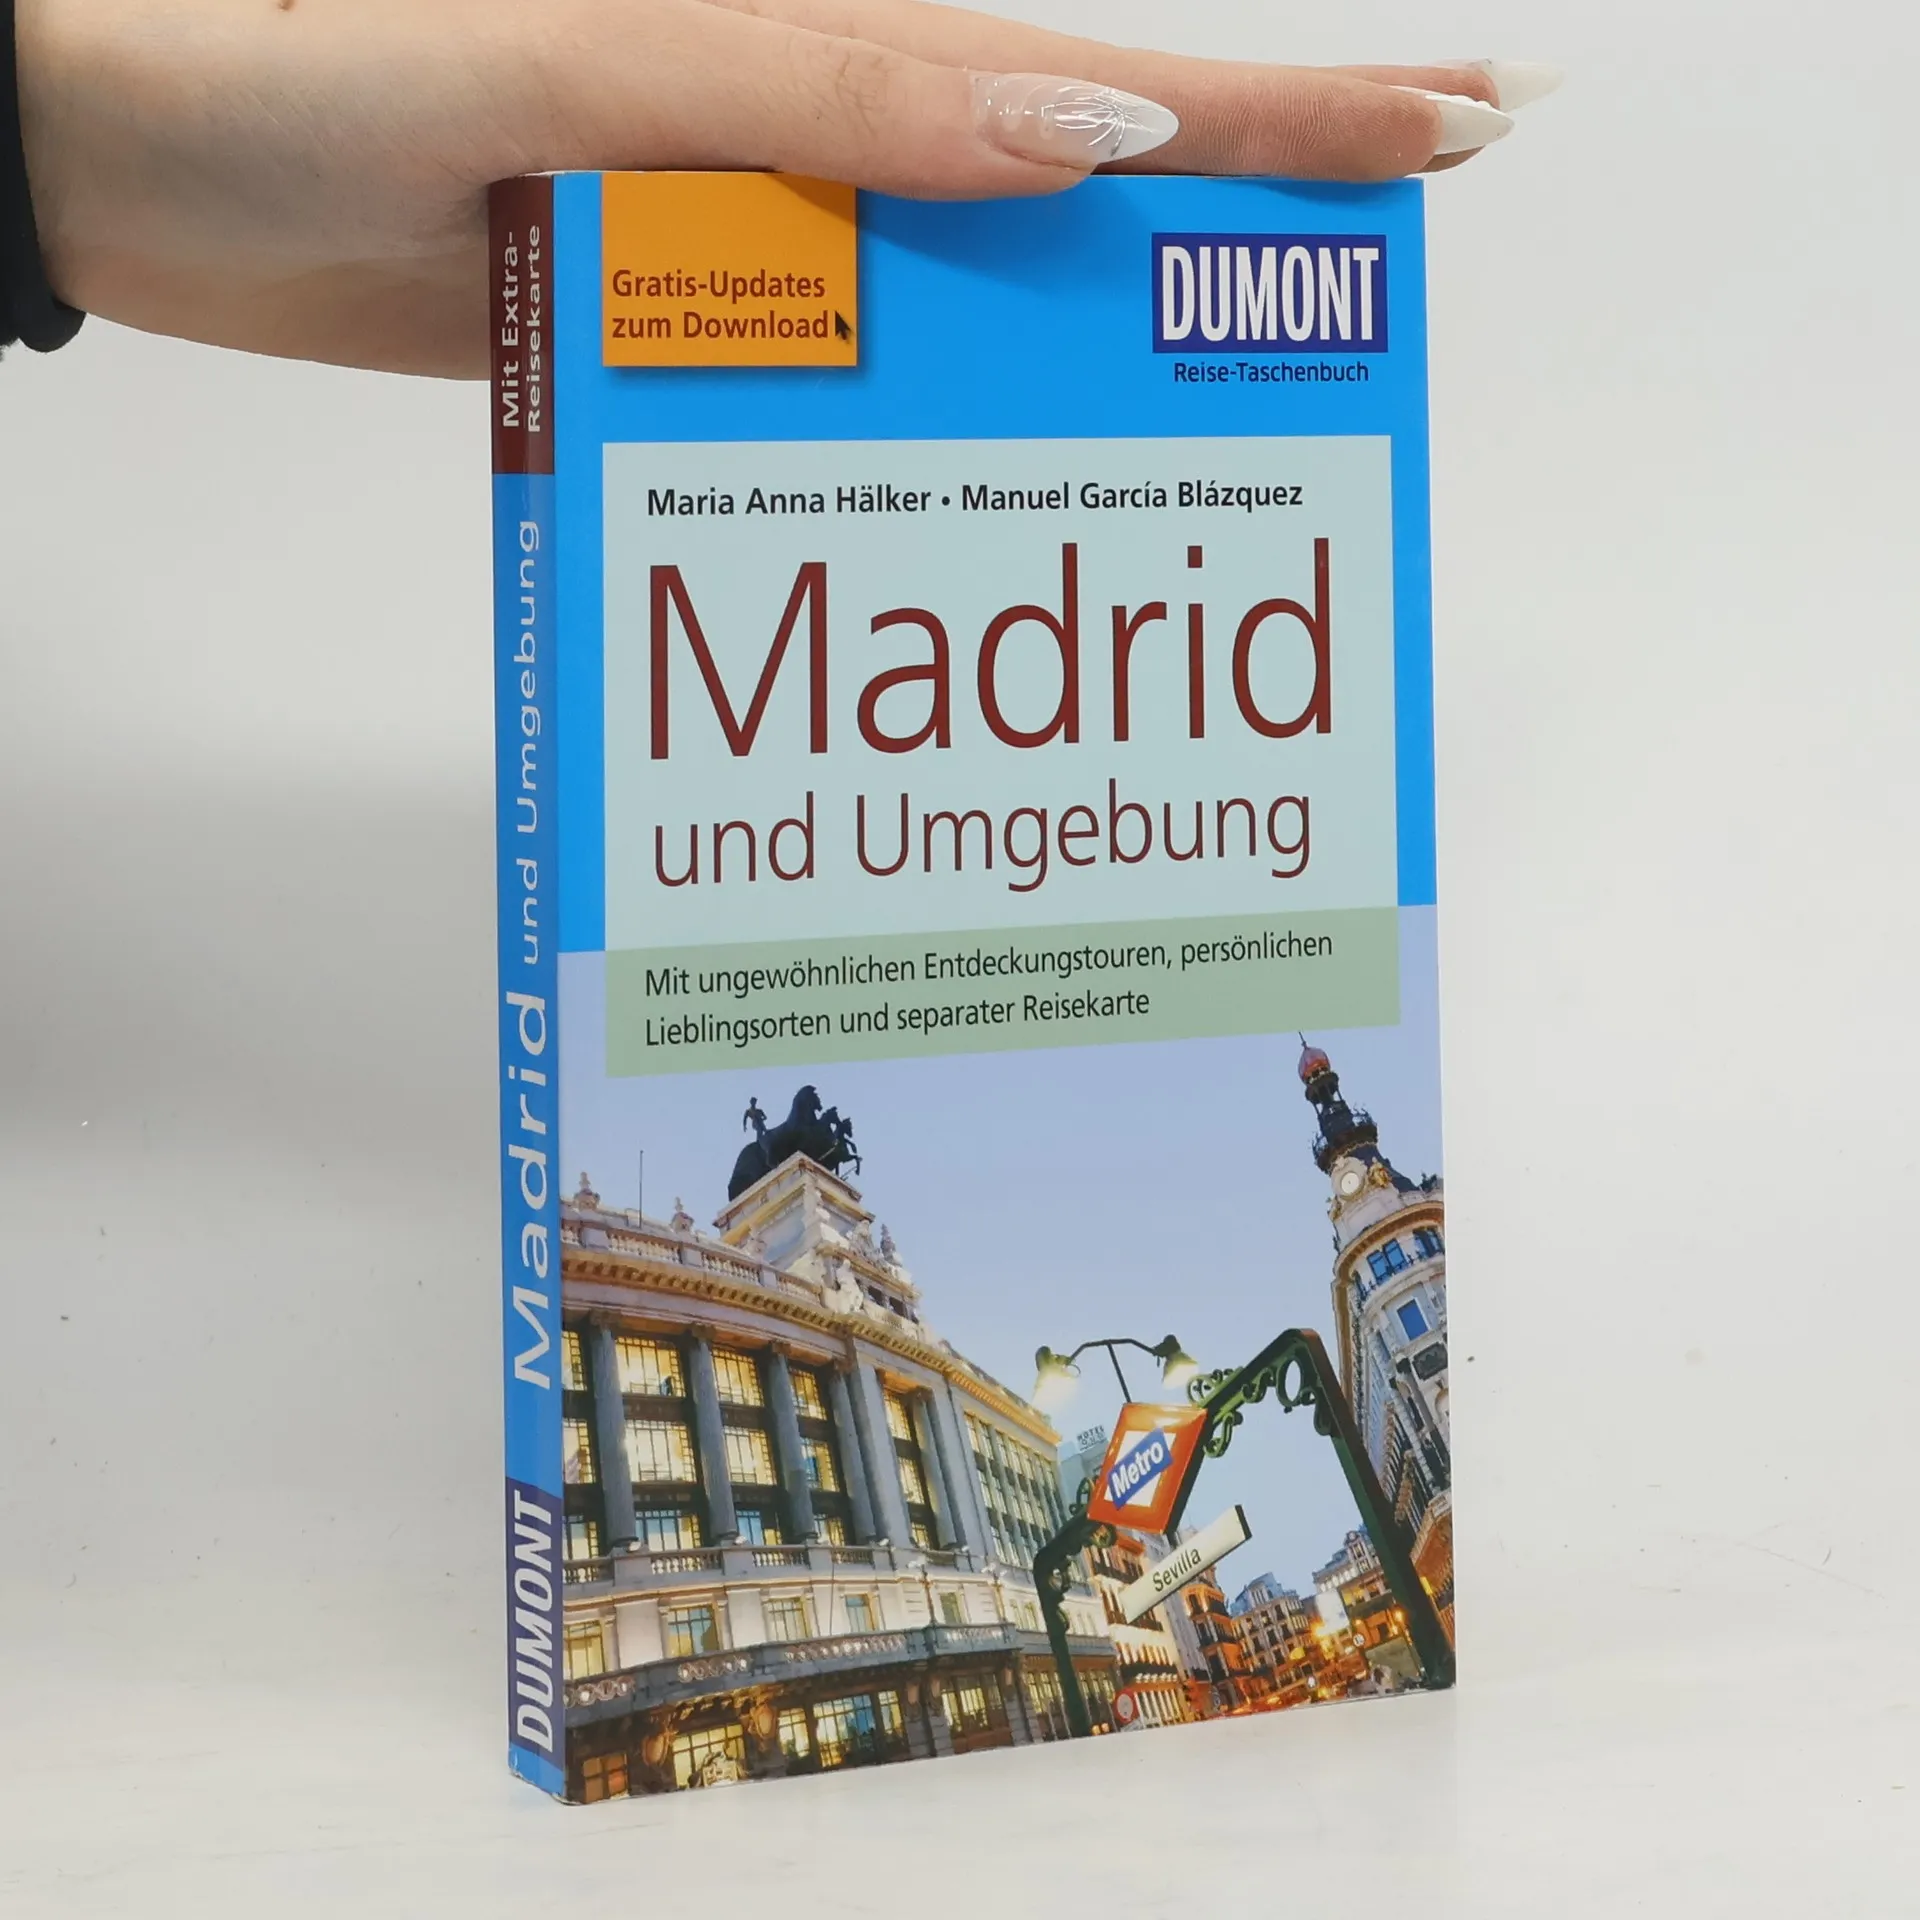 Mit Extra-
Reisekarte
Madrid und Umgebung
DUMONT
Gratis-Updates
zum Download
DUMONT
Reise-Taschenbuch
Maria Anna Hälker • Manuel García Blázquez
Madrid
und Umgebung
Mit ungewöhnlichen Entdeckungstouren, persönlichen
Lieblingsorten und separater Reisekarte
HOTEL
Metro
Sevilla